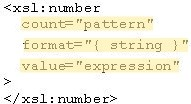 <xsl:number
count="pattern"
format="{ string }"
value="expression"
>
</xsl:number>